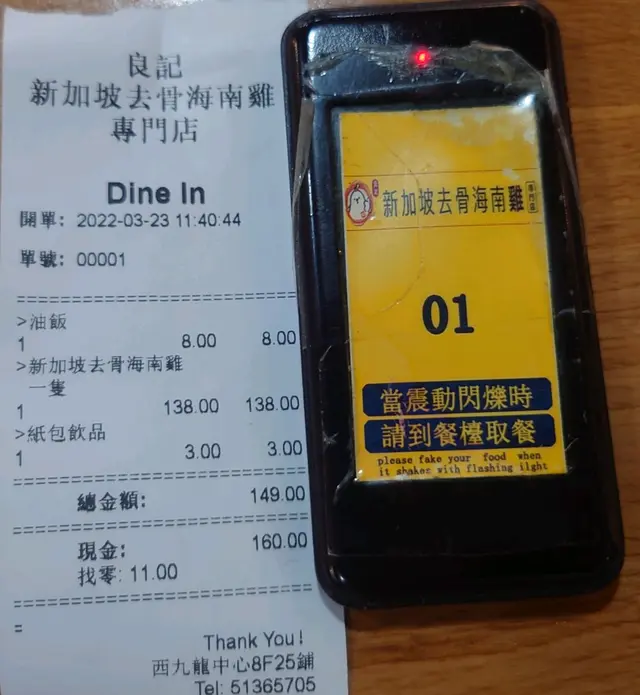 良記
新加坡去骨海南雞
專門店
Dine In
開單: 2022-03-23 11:40:44
單號: 00001
>油飯
1 8.00 8.00
>新加坡去骨海南雞
一隻
1 138.00 138.00
>紙包飲品
1 3.00 3.00
總金額: 149.00
現金: 160.00
找零: 11.00
Thank You!
西九龍中心8F25鋪
Tel: 51365705
新加坡去骨海南雞 專門店
01
當震動閃爍時
請到餐檯取餐
please fake your food when
it shakes with flashing ilght